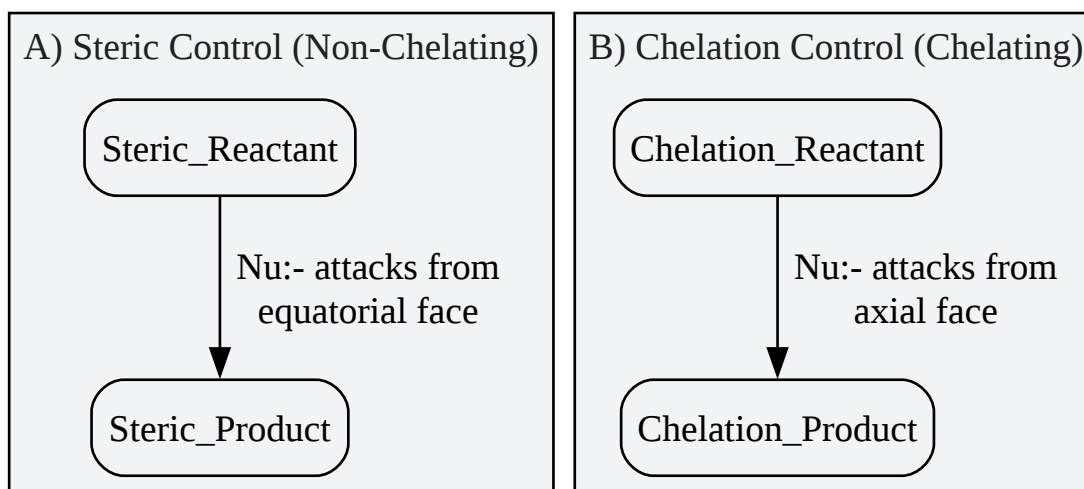 A) Steric Control (Non-Chelating)
Steric_Reactant
Nu:- attacks from
equatorial face
Steric_Product
B) Chelation Control (Chelating)
Chelation_Reactant
Nu:- attacks from
axial face
Chelation_Product